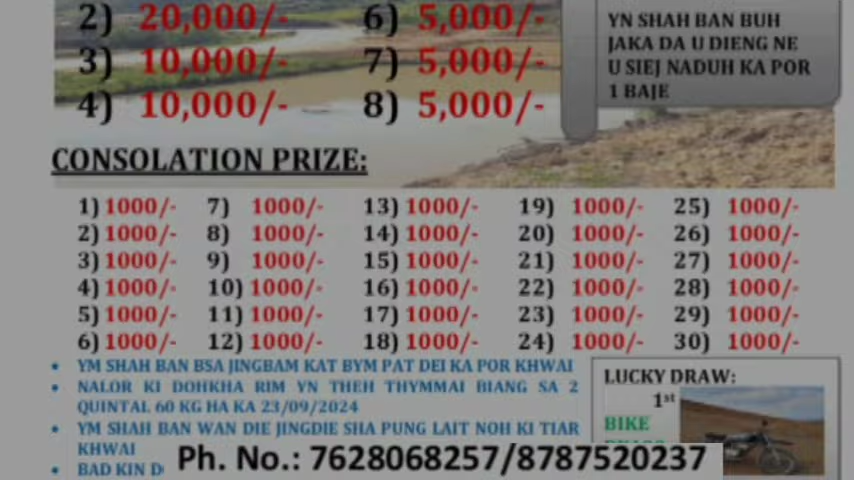 2) 20,000/- 6) 5,000/-
3) 10,000/- 7) 5,000/-
4) 10,000/- 8) 5,000/-
YN SHAH BAN BUH
JAKA DA U DIENG NE
U SIEJ NADUH KA POR
1 BAJE
CONSOLATION PRIZE:
1) 1000/- 7) 1000/- 13) 1000/- 19) 1000/- 25) 1000/-
2) 1000/- 8) 1000/- 14) 1000/- 20) 1000/- 26) 1000/-
3) 1000/- 9) 1000/- 15) 1000/- 21) 1000/- 27) 1000/-
4) 1000/- 10) 1000/- 16) 1000/- 22) 1000/- 28) 1000/-
5) 1000/- 11) 1000/- 17) 1000/- 23) 1000/- 29) 1000/-
6) 1000/- 12) 1000/- 18) 1000/- 24) 1000/- 30) 1000/-
• YM SHAH BAN BSA JINGBAM KAT BYM PAT DEI KA POR KHWAI
• NALOR KI DOHKHA RIM YN THEH THYMMAI BIANG SA 2
QUINTAL 60 KG HA KA 23/09/2024
• YM SHAH BAN WAN DIE JINGDIE SHA PUNG LAIT NOH KI TIAR
KHWAI
• BAD KIN
LUCKY DRAW:
1st
BIKE
Ph. No.: 7628068257/8787520237